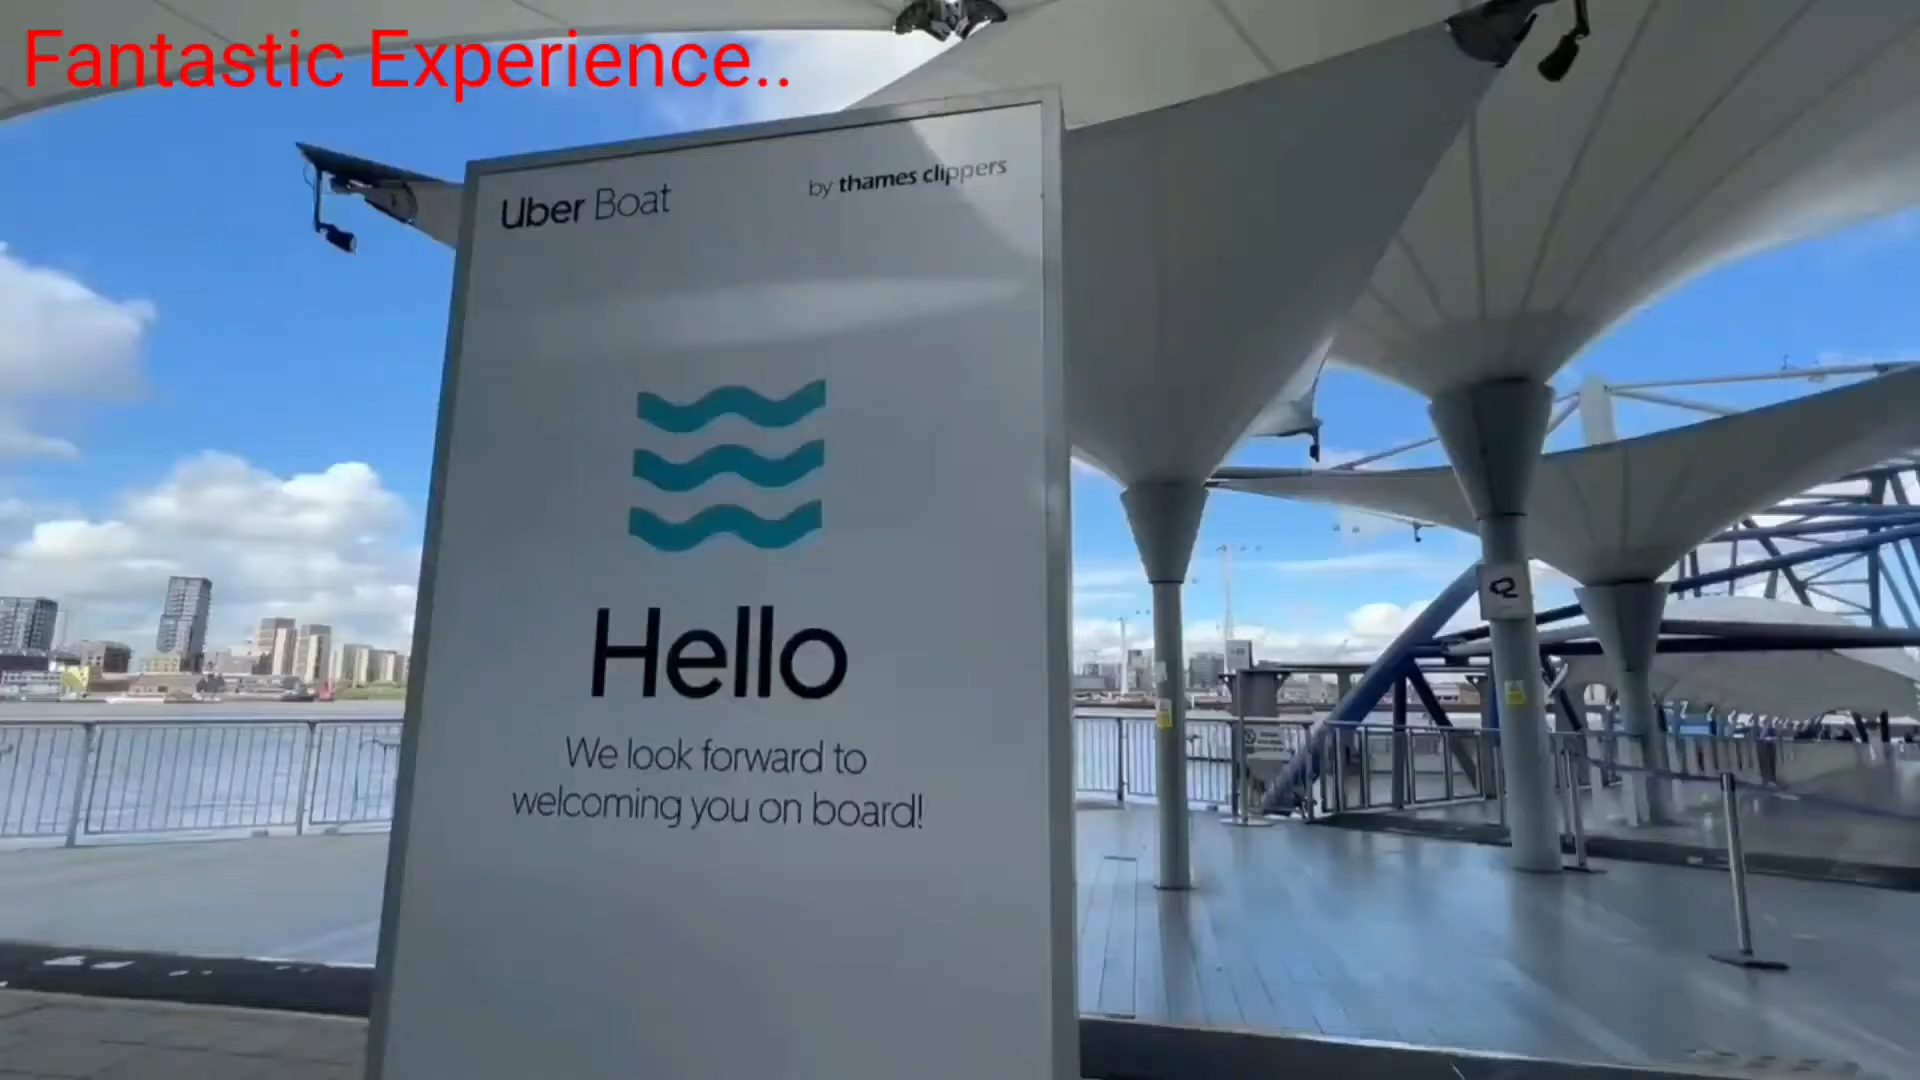 Fantastic Experience..
Uber Boat
by thames clippers
Hello
We look forward to
welcoming you on board!